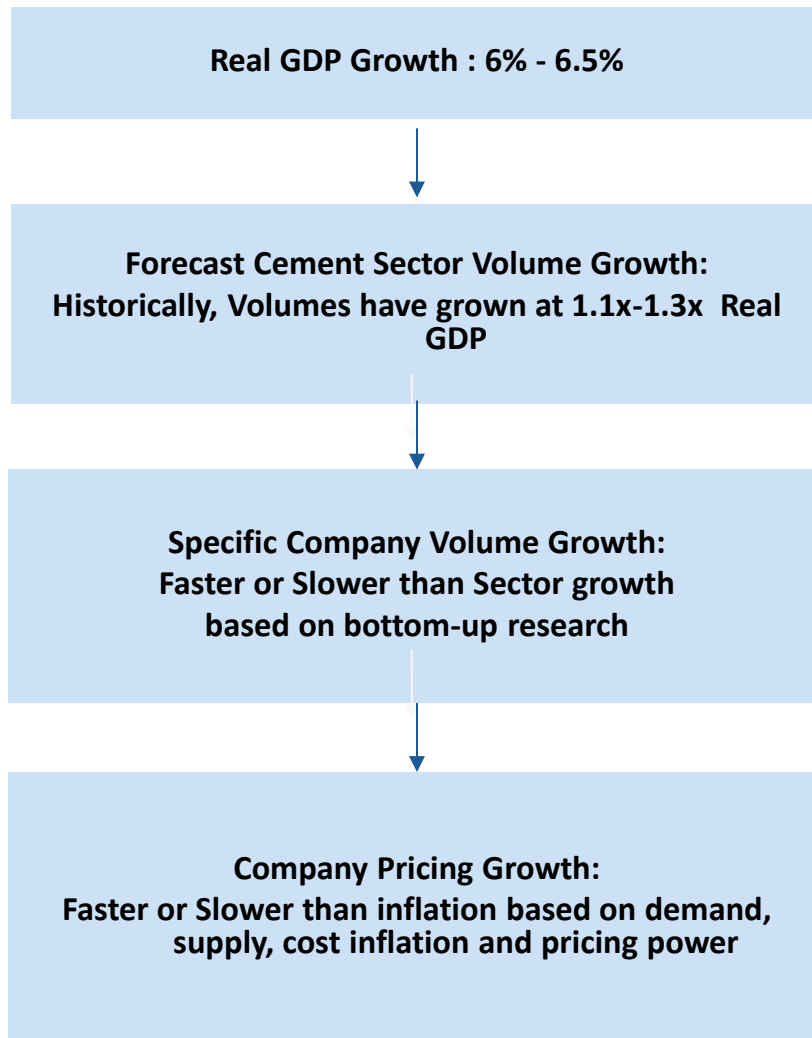 Real GDP Growth : 6% - 6.5%
Forecast Cement Sector Volume Growth:
Historically, Volumes have grown at 1.1x-1.3x Real
GDP
Specific Company Volume Growth:
Faster or Slower than Sector growth
based on bottom-up research
Company Pricing Growth:
Faster or Slower than inflation based on demand,
supply, cost inflation and pricing power